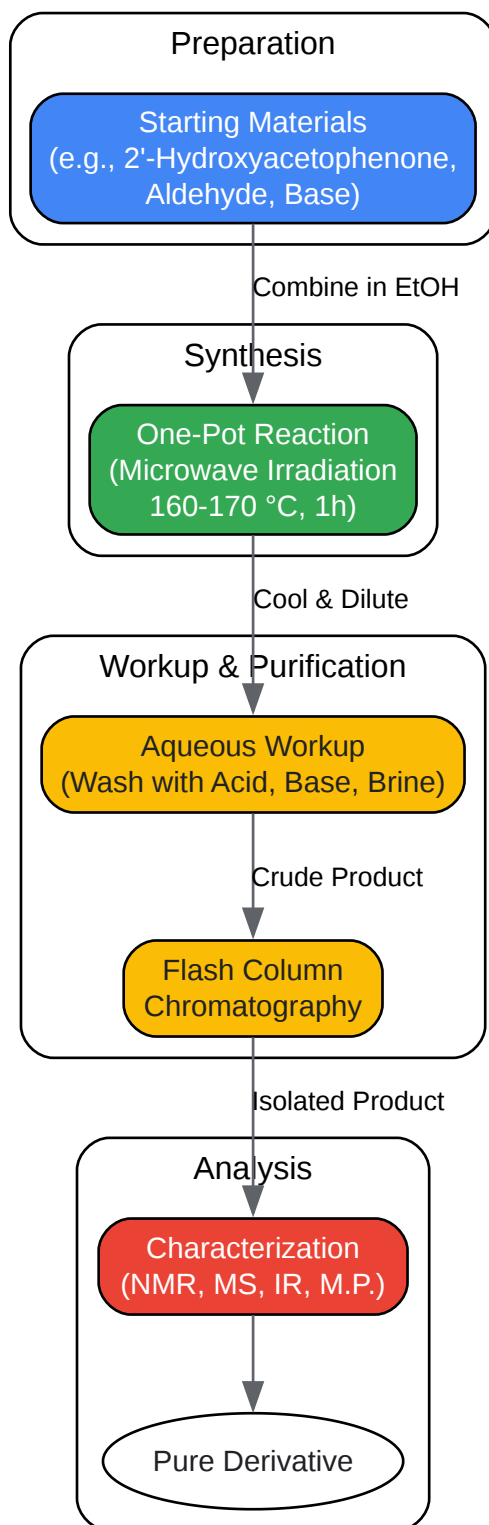 Preparation
Starting Materials
(e.g., 2'-Hydroxyacetophenone,
Aldehyde, Base)
Combine in EtOH
Synthesis
One-Pot Reaction
(Microwave Irradiation
160-170 °C, 1h)
Cool & Dilute
Workup & Purification
Aqueous Workup
(Wash with Acid, Base, Brine)
Crude Product
Flash Column
Chromatography
Isolated Product
Analysis
Characterization
(NMR, MS, IR, M.P.)
Pure Derivative